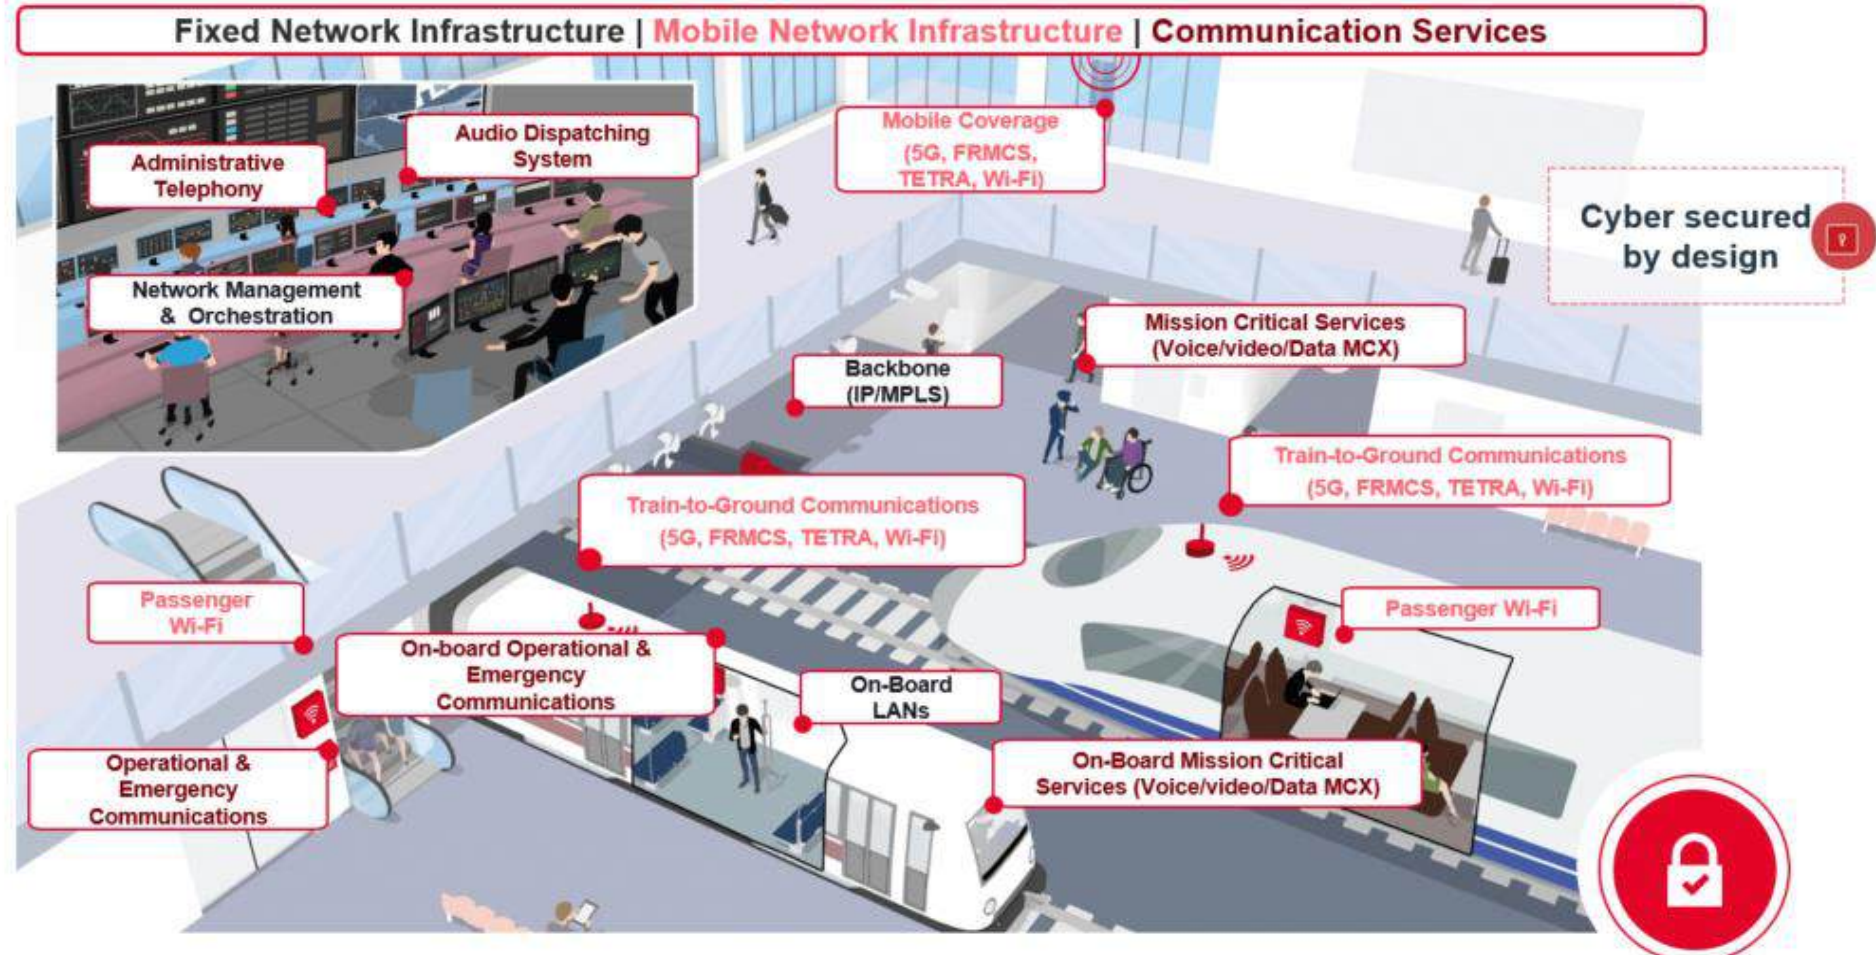 Fixed Network Infrastructure | Mobile Network Infrastructure | Communication Services
Administrative
Telephony
Audio Dispatching
System
Network Management
& Orchestration
Mobile Coverage
(5G, FRMCS,
TETRA, Wi-Fi)
Cyber secured
by design
Mission Critical Services
(Voice/video/Data MCX)
Backbone
(IP/MPLS)
Train-to-Ground Communications
(5G, FRMCS, TETRA, Wi-Fi)
Train-to-Ground Communications
(5G, FRMCS, TETRA, Wi-Fi)
Passenger
Wi-Fi
Passenger Wi-Fi
On-board Operational &
Emergency
Communications
On-Board
LANs
Operational &
Emergency
Communications
On-Board Mission Critical
Services (Voice/video/Data MCX)